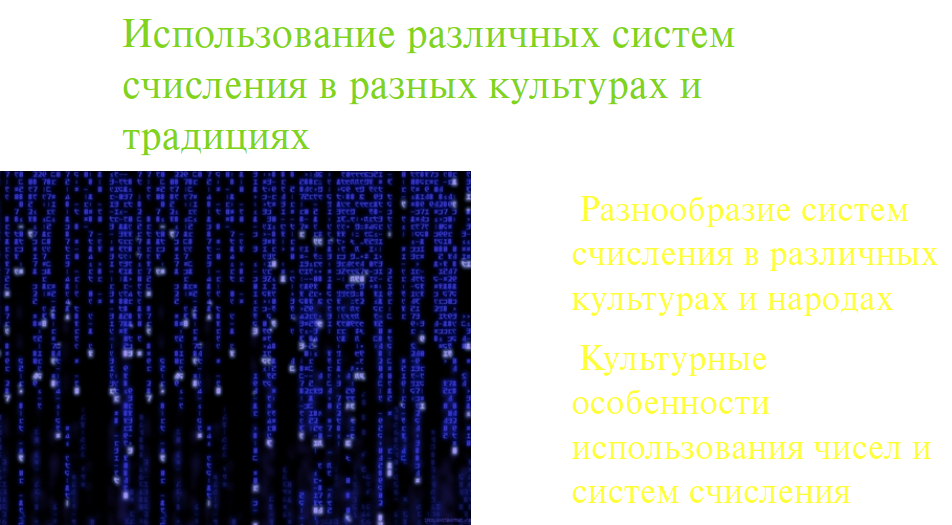 Использование различных систем
счисления в разных культурах и
традициях
Разнообразие систем
счисления в различных
культурах и народах
Культурные
особенности
использования чисел и
систем счисления